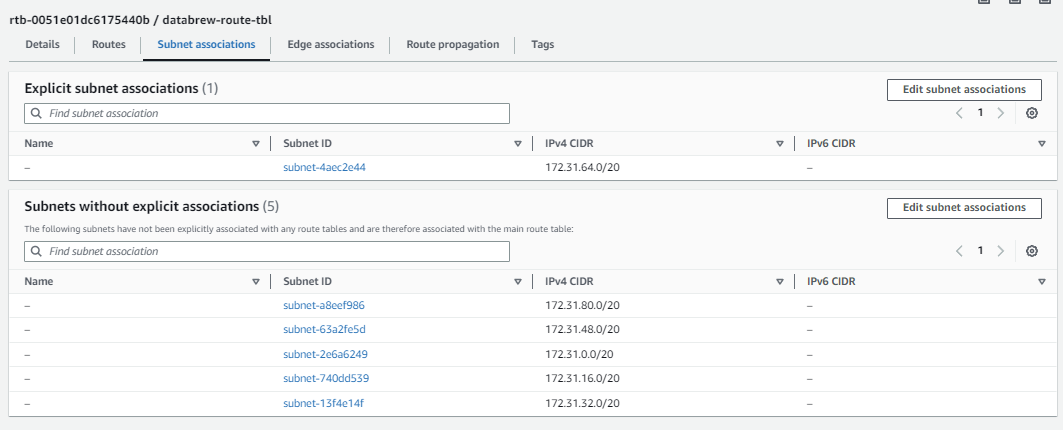 rtb-0051e01dc6175440b / databrew-route-tbl
Details Routes Subnet associations Edge associations Route propagation Tags
Explicit subnet associations (1) Edit subnet associations
Find subnet association 1
Name Subnet ID IPv4 CIDR IPv6 CIDR
– subnet-4aec2e44 172.31.64.0/20 –
Subnets without explicit associations (5) Edit subnet associations
The following subnets have not been explicitly associated with any route tables and are therefore associated with the main route table:
Find subnet association 1
Name Subnet ID IPv4 CIDR IPv6 CIDR
– subnet-a8eef986 172.31.80.0/20 –
– subnet-63a2fe5d 172.31.48.0/20 –
– subnet-2e6a6249 172.31.0.0/20 –
– subnet-740dd539 172.31.16.0/20 –
– subnet-13f4e14f 172.31.32.0/20 –